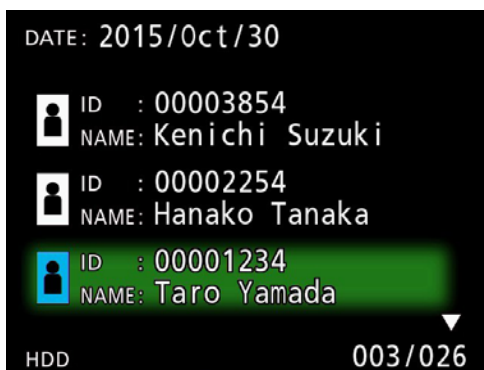 DATE: 2015/Oct/30
ID : 00003854
NAME: Kenichi Suzuki
ID : 00002254
NAME: Hanako Tanaka
ID : 00001234
NAME: Taro Yamada
HDD 003/026